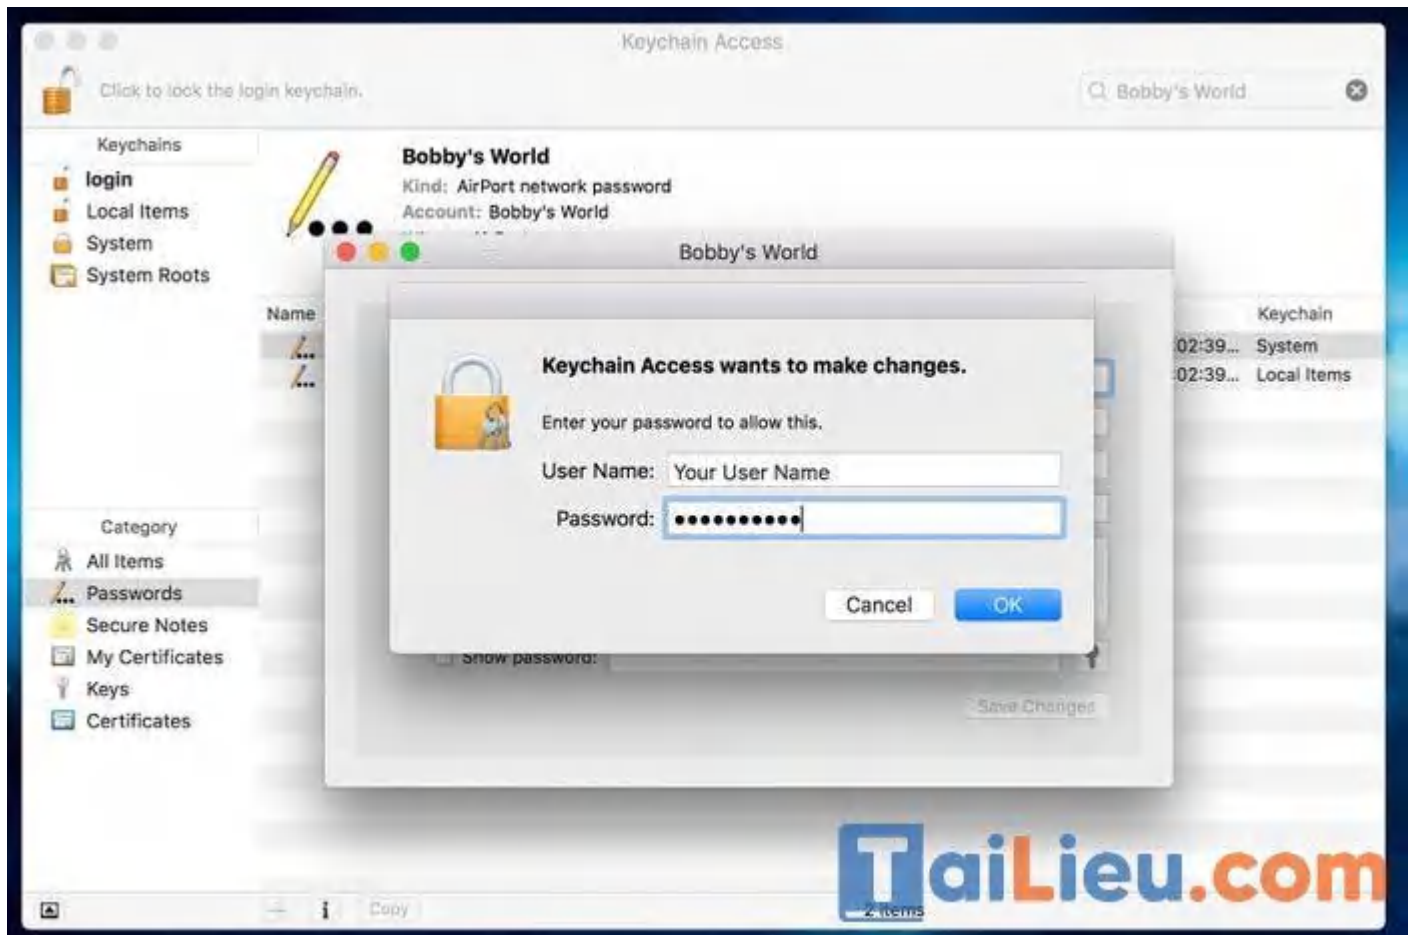 Keychain Access
Click to lock the login keychain.
Bobby's World
Keychains
login
Local Items
System
System Roots
Bobby's World
Kind: AirPort network password
Account: Bobby's World
Bobby's World
Name
Keychain
02:39... System
02:39... Local Items
Keychain Access wants to make changes.
Enter your password to allow this.
User Name: Your User Name
Password: ••••••••••
Cancel
OK
Show password:
Save Changes
Category
All Items
Passwords
Secure Notes
My Certificates
Keys
Certificates
Copy
2 items
TaiLieu.com